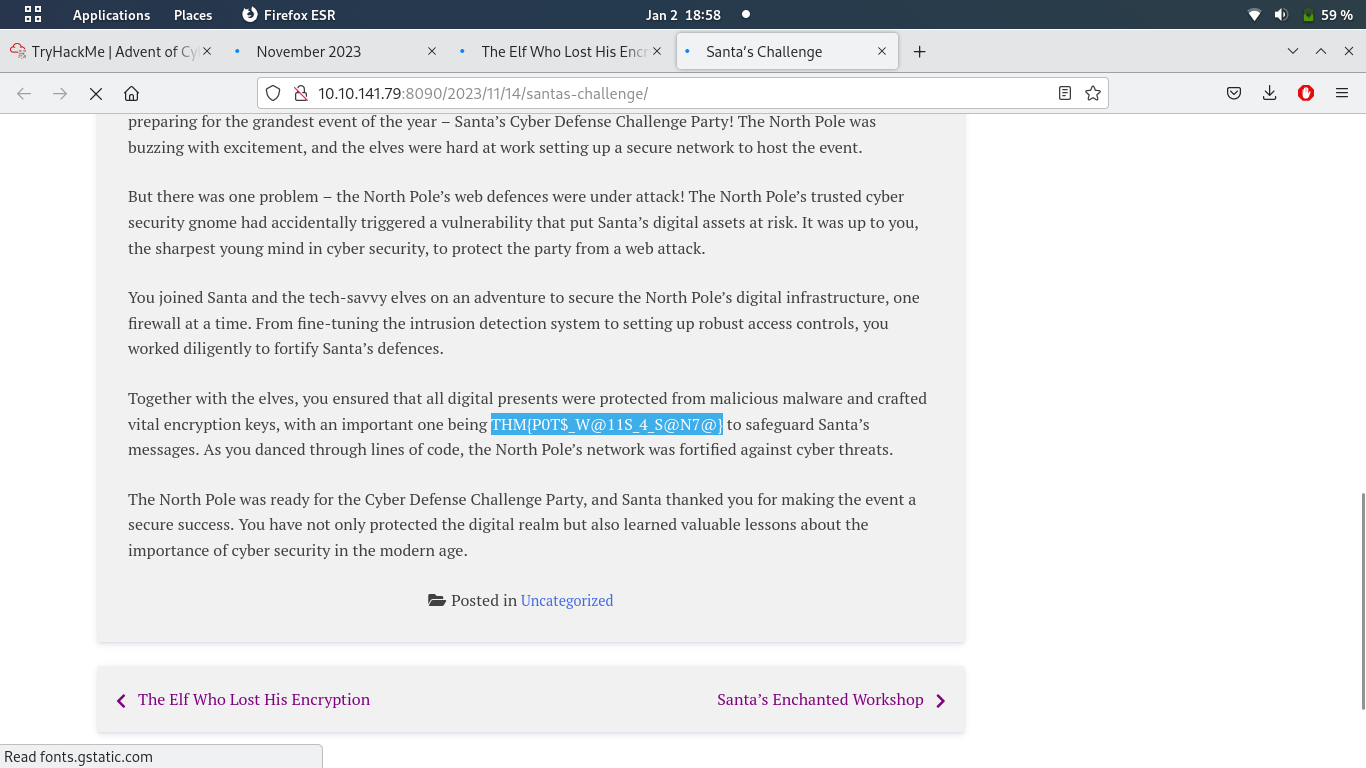 Applications Places Firefox ESR Jan 2 18:58 59 %
TryHackMe | Advent of Cy November 2023 The Elf Who Lost His Encr Santa’s Challenge
10.10.141.79:8090/2023/11/14/santas-challenge/
preparing for the grandest event of the year – Santa’s Cyber Defense Challenge Party! The North Pole was
buzzing with excitement, and the elves were hard at work setting up a secure network to host the event.
But there was one problem – the North Pole’s web defences were under attack! The North Pole’s trusted cyber
security gnome had accidentally triggered a vulnerability that put Santa’s digital assets at risk. It was up to you,
the sharpest young mind in cyber security, to protect the party from a web attack.
You joined Santa and the tech-savvy elves on an adventure to secure the North Pole’s digital infrastructure, one
firewall at a time. From fine-tuning the intrusion detection system to setting up robust access controls, you
worked diligently to fortify Santa’s defences.
Together with the elves, you ensured that all digital presents were protected from malicious malware and crafted
vital encryption keys, with an important one being THM{P0T$_W@11S_4_S@N7@} to safeguard Santa’s
messages. As you danced through lines of code, the North Pole’s network was fortified against cyber threats.
The North Pole was ready for the Cyber Defense Challenge Party, and Santa thanked you for making the event a
secure success. You have not only protected the digital realm but also learned valuable lessons about the
importance of cyber security in the modern age.
Posted in Uncategorized
The Elf Who Lost His Encryption Santa’s Enchanted Workshop
Read fonts.gstatic.com